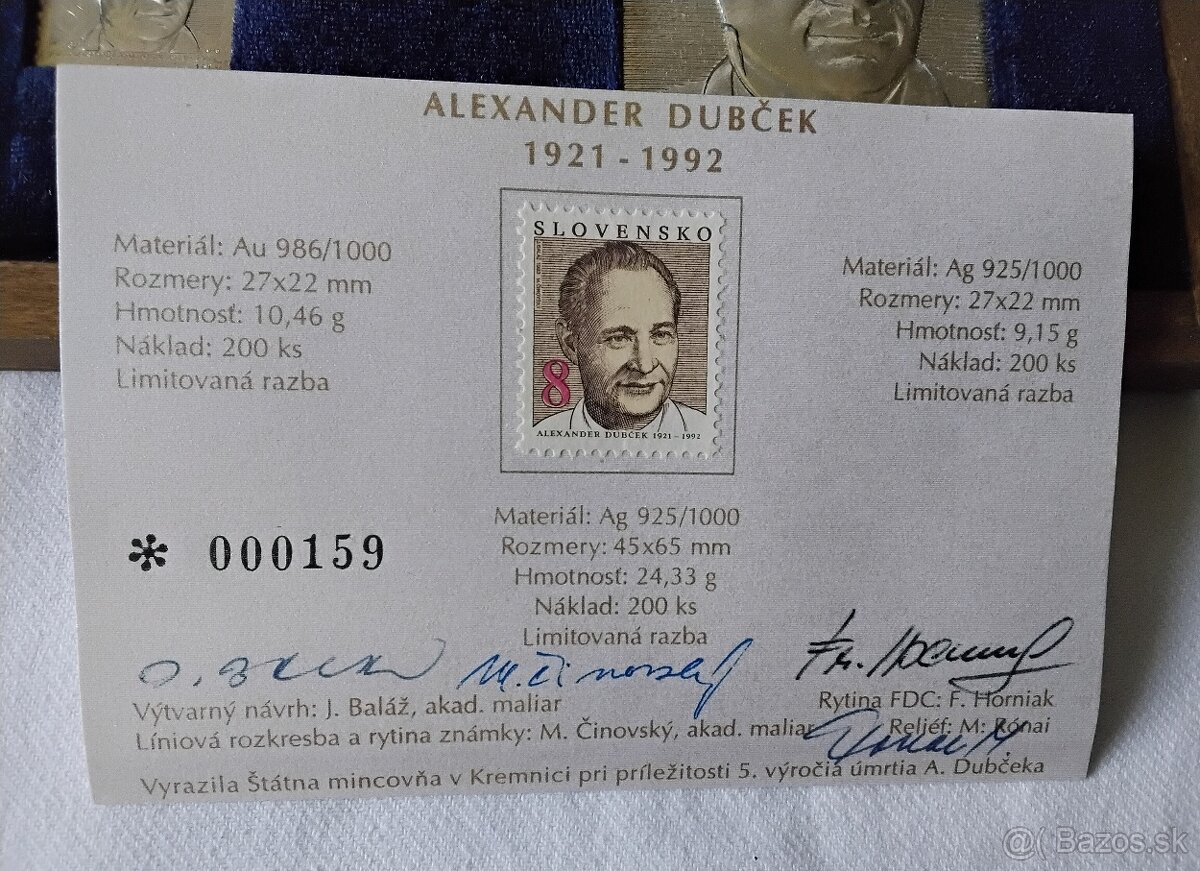 ALEXANDER DUBČEK
1921 - 1992
Materiál: Au 986/1000
Rozmery: 27x22 mm
Hmotnosť: 10,46 g
Náklad: 200 ks
Limitovaná razba
SLOVENSKO
8
ALEXANDER DUBČEK 1921 - 1992
Materiál: Ag 925/1000
Rozmery: 27x22 mm
Hmotnosť: 9,15 g
Náklad: 200 ks
Limitovaná razba
* 000159
Materiál: Ag 925/1000
Rozmery: 45x65 mm
Hmotnosť: 24,33 g
Náklad: 200 ks
Limitovaná razba
M. Činovský
Fr. Horniak
Výtvarný návrh: J. Baláž, akad. maliar
Rytina FDC: F. Horniak
Líniová rozkresba a rytina známky: M. Činovský, akad. maliar
Reliéf: M. Rónai
Rónai M
Vyrazila Štátna mincovňa v Kremnici pri príležitosti 5. výročia úmrtia A. Dubčeka
@( Bazos.sk